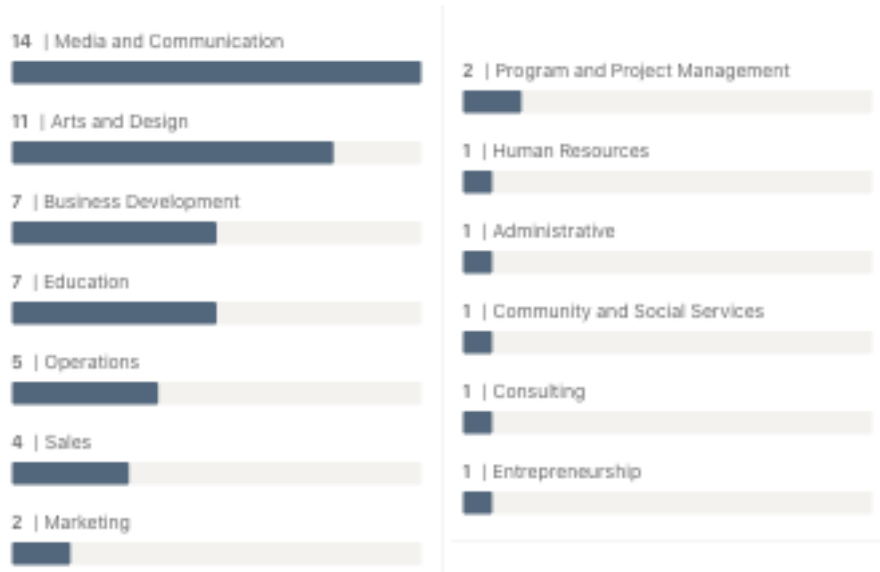 14 | Media and Communication
11 | Arts and Design
7 | Business Development
7 | Education
5 | Operations
4 | Sales
2 | Marketing
2 | Program and Project Management
1 | Human Resources
1 | Administrative
1 | Community and Social Services
1 | Consulting
1 | Entrepreneurship